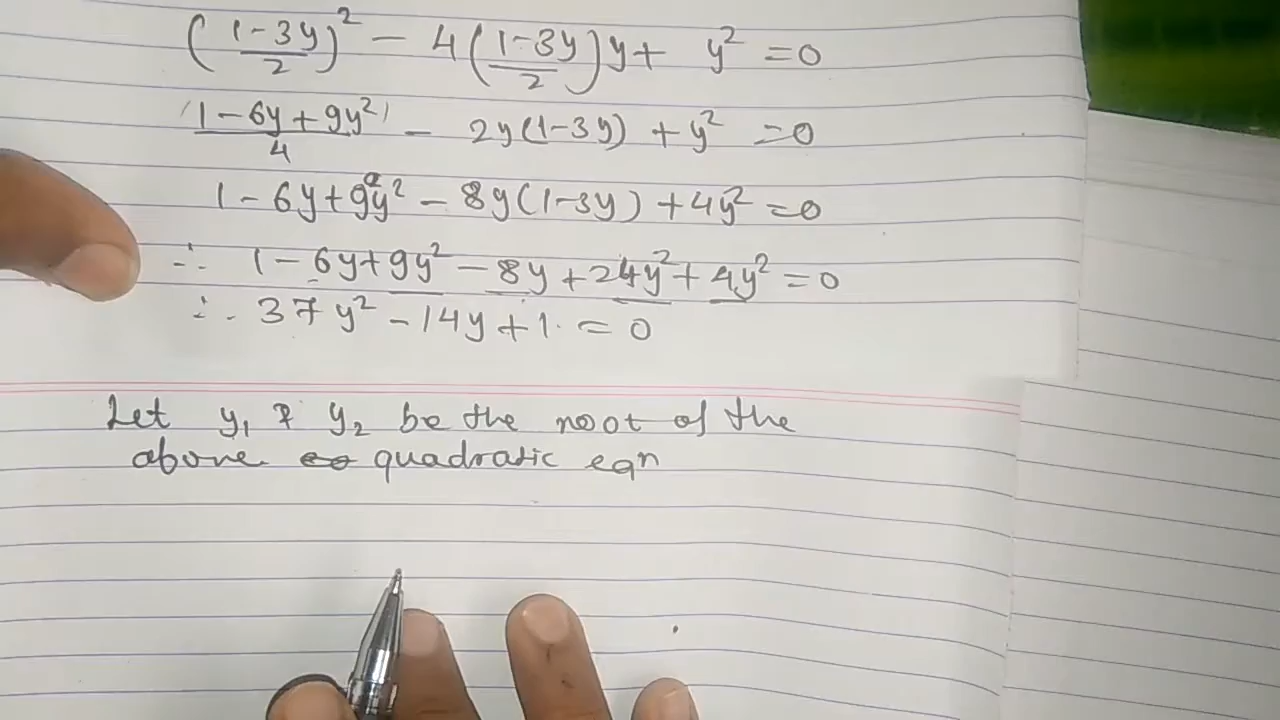 (1-3y/2)² - 4(1-3y/2)y + y² = 0
1-6y+9y²/4 - 2y(1-3y) + y² = 0
1-6y+9y² - 8y(1-3y) + 4y² = 0
∴ 1-6y+9y² - 8y + 24y² + 4y² = 0
∴ 37y² - 14y + 1 = 0
Let y₁ & y₂ be the root of the
above quadratic eqn